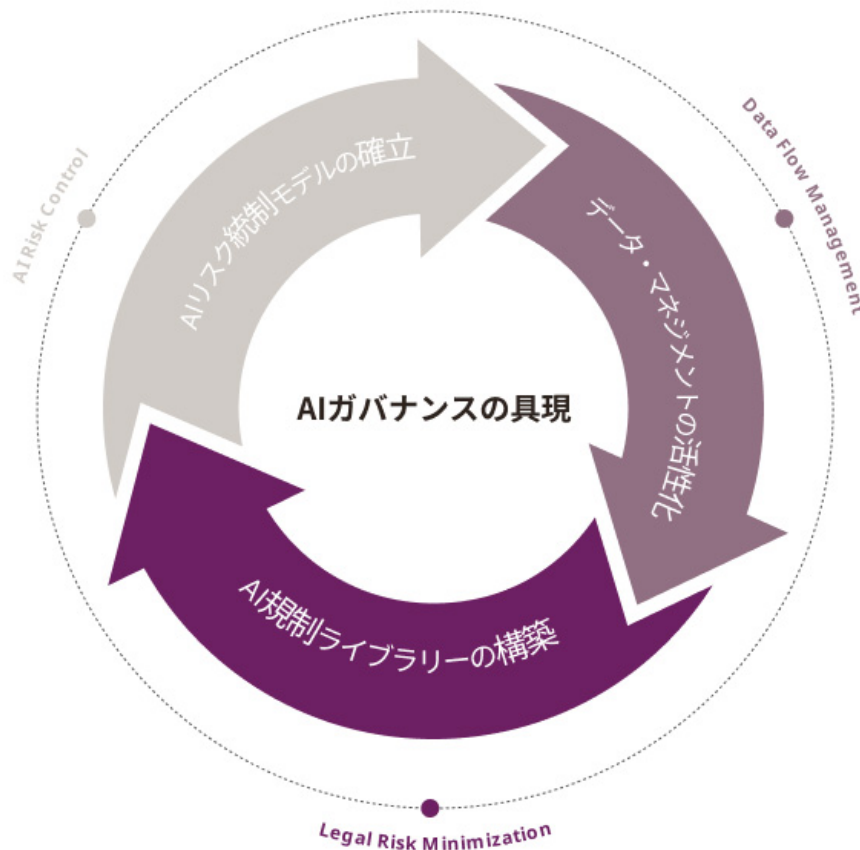 AI Risk Control
AIリスク統制モデルの確立
Data Flow Management
データ・マネジメントの活性化
AIガバナンスの具現
AI規制ライブラリーの構築
Legal Risk Minimization